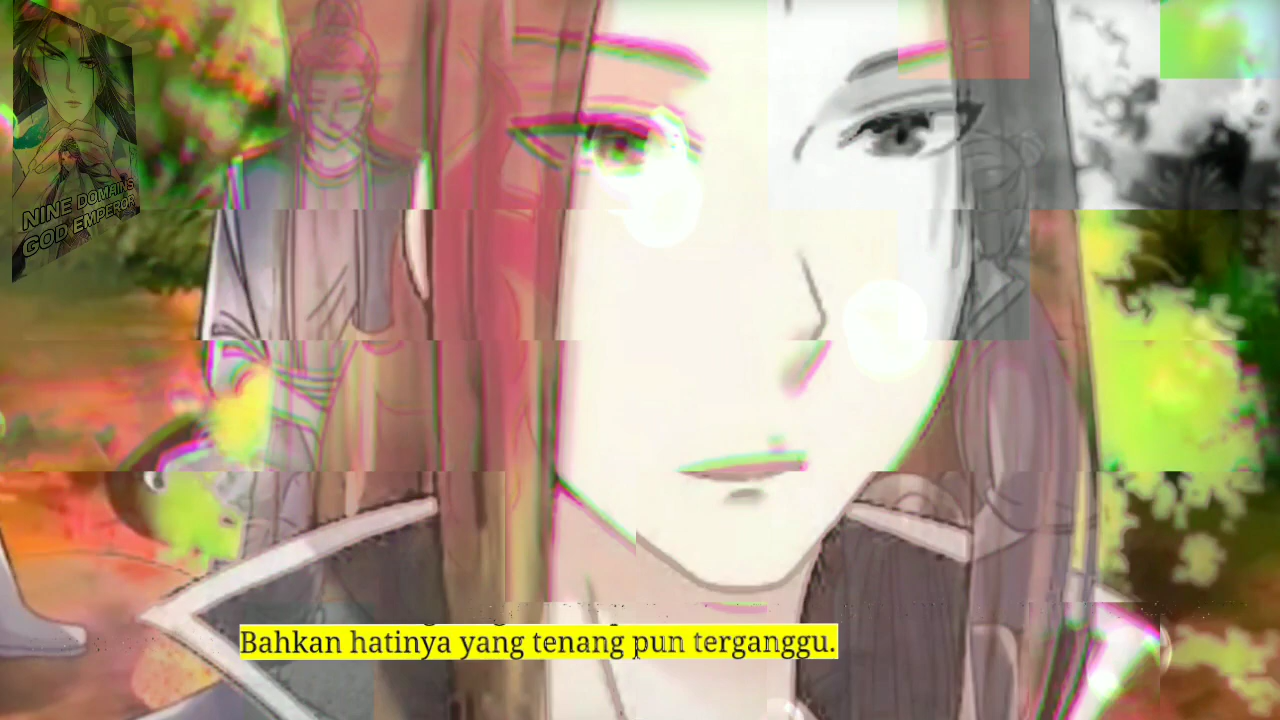 NINE DOMAINS
GOD EMPEROR
Bahkan hatinya yang tenang pun terganggu.